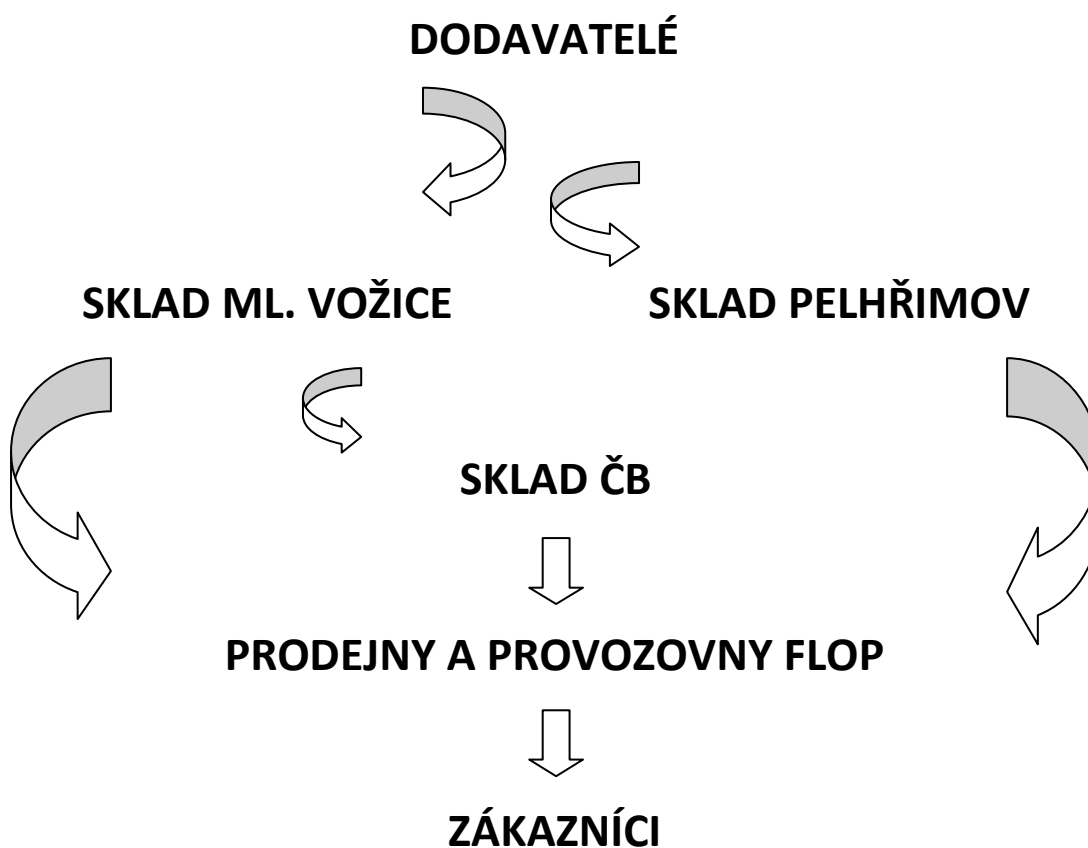 DODAVATELÉ
SKLAD ML. VOŽICE
SKLAD PELHŘIMOV
SKLAD ČB
PRODEJNY A PROVOZOVNY FLOP
ZÁKAZNÍCI